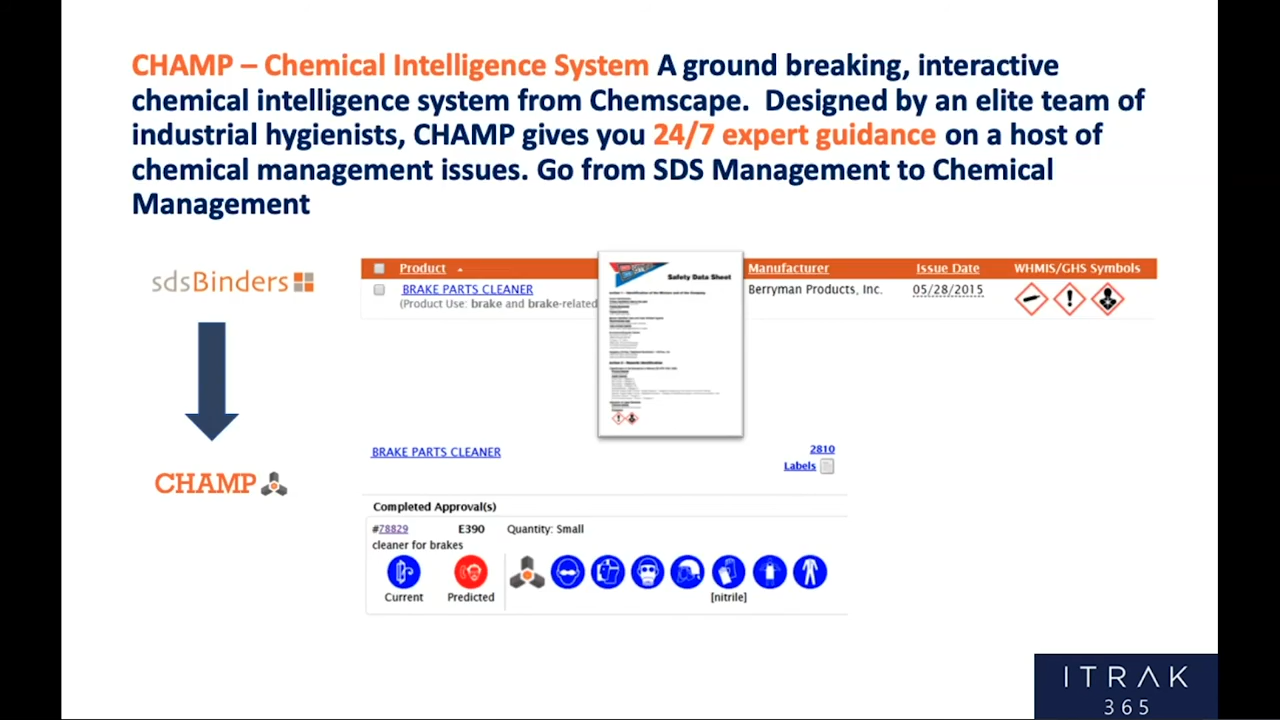 CHAMP – Chemical Intelligence System A ground breaking, interactive
chemical intelligence system from Chemscape.  Designed by an elite team of
industrial hygienists, CHAMP gives you 24/7 expert guidance on a host of
chemical management issues. Go from SDS Management to Chemical
Management
sdsBinders
Product
Manufacturer
Issue Date
WHMIS/GHS Symbols
BRAKE PARTS CLEANER
Berryman Products, Inc.
05/28/2015
(Product Use: brake and brake-related
Safety Data Sheet
BRAKE PARTS CLEANER
2810
Labels
CHAMP
Completed Approval(s)
#78829 E390 Quantity: Small
cleaner for brakes
Current
Predicted
[nitrile]
ITRAK
365